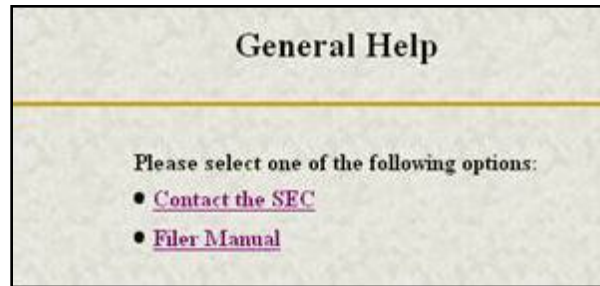 General Help
Please select one of the following options:
• Contact the SEC
• Filer Manual